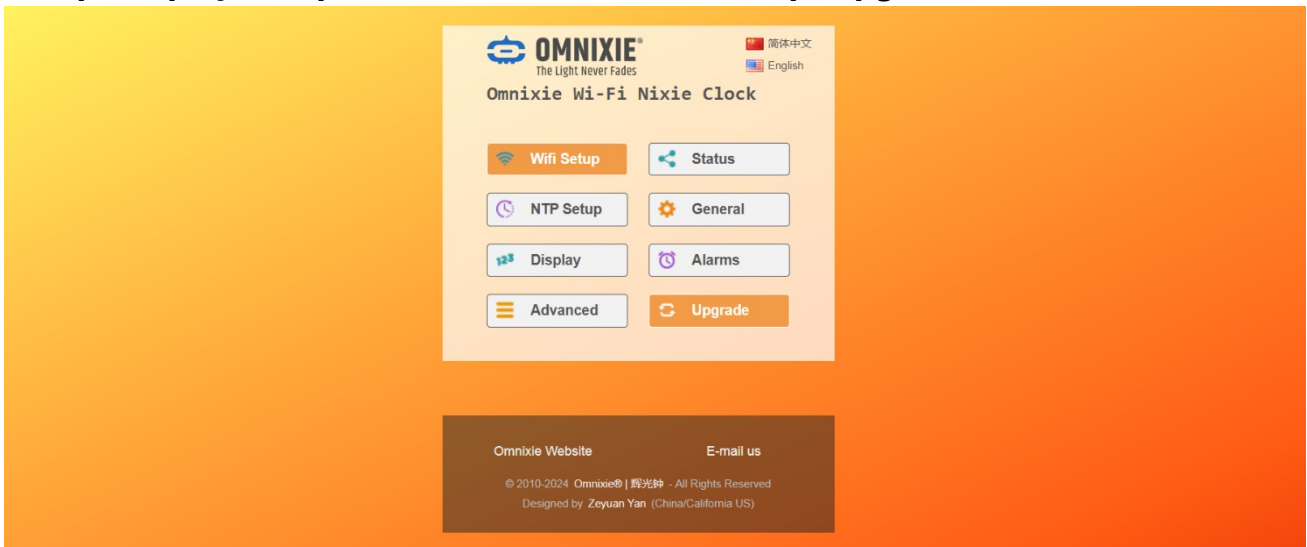 OMNIXIE®
The Light Never Fades
简体中文
English
Omnixie Wi-Fi Nixie Clock
Wifi Setup
Status
NTP Setup
General
123 Display
Alarms
Advanced
Upgrade
Omnixie Website
E-mail us
© 2010-2024 Omnixie® | 辉光钟 - All Rights Reserved
Designed by Zeyuan Yan (China/California US)